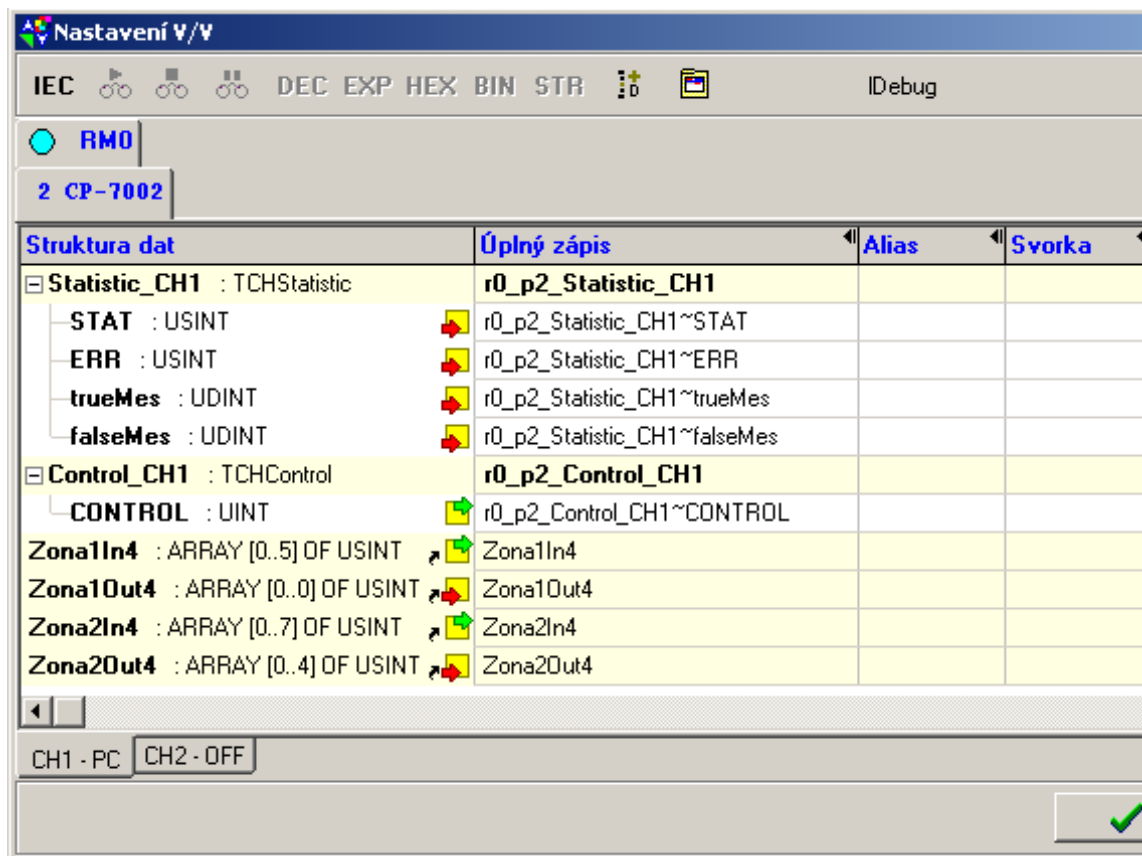 Nastavení V/V
IEC DEC EXP HEX BIN STR IDebug
RM0
2 CP-7002
Struktura dat Úplný zápis Alias Svorka
Statistic_CH1 : TCHStatistic r0_p2_Statistic_CH1
STAT : USINT r0_p2_Statistic_CH1~STAT
ERR : USINT r0_p2_Statistic_CH1~ERR
trueMes : UDINT r0_p2_Statistic_CH1~trueMes
falseMes : UDINT r0_p2_Statistic_CH1~falseMes
Control_CH1 : TCHControl r0_p2_Control_CH1
CONTROL : UINT r0_p2_Control_CH1~CONTROL
Zona1In4 : ARRAY [0..5] OF USINT Zona1In4
Zona1Out4 : ARRAY [0..0] OF USINT Zona1Out4
Zona2In4 : ARRAY [0..7] OF USINT Zona2In4
Zona2Out4 : ARRAY [0..4] OF USINT Zona2Out4
CH1 - PC CH2 - OFF